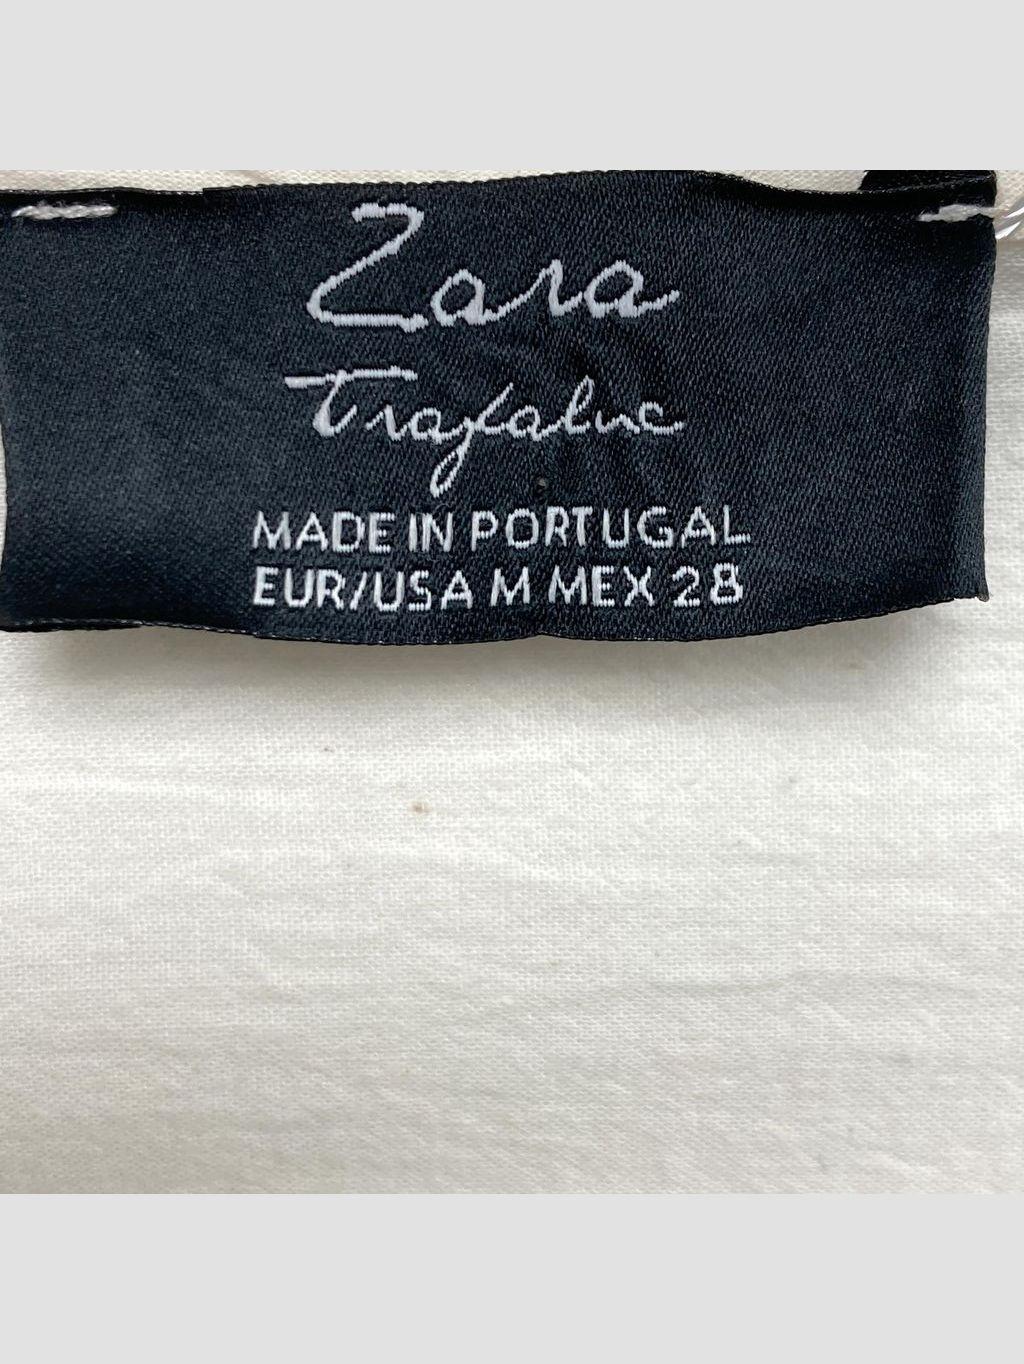 Zara
Trafaluc
MADE IN PORTUGAL
EUR/USA M MEX 28